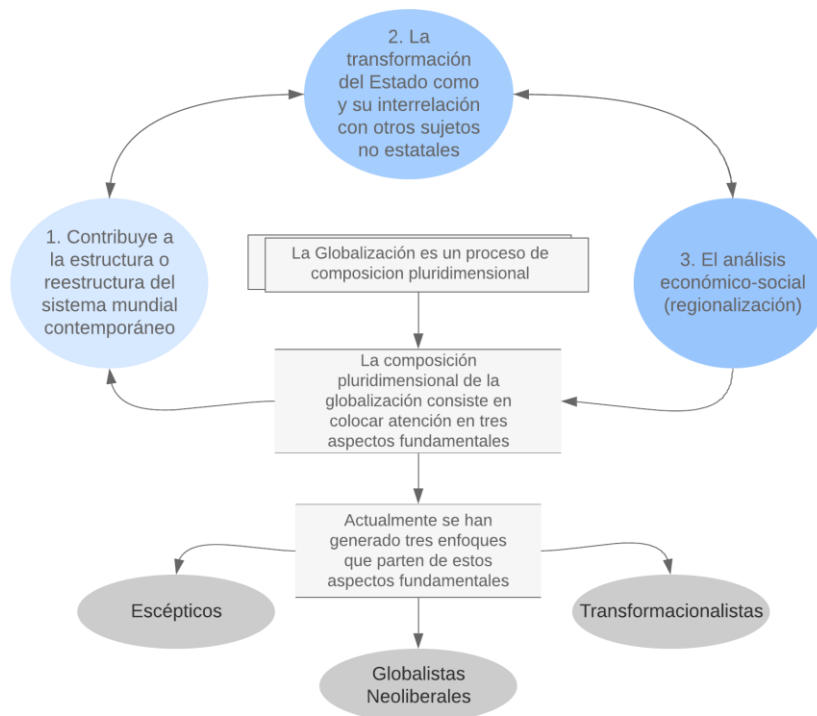 2. La
transformación
del Estado como
y su interrelación
con otros sujetos
no estatales
1. Contribuye a
la estructura o
reestructura del
sistema mundial
contemporáneo
La Globalización es un proceso de
composicion pluridimensional
3. El análisis
económico-social
(regionalización)
La composición
pluridimensional de la
globalización consiste en
colocar atención en tres
aspectos fundamentales
Actualmente se han
generado tres enfoques
que parten de estos
aspectos fundamentales
Escépticos
Transformacionalistas
Globalistas
Neoliberales